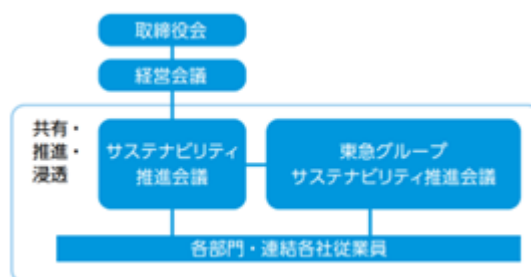 取締役会
経営会議
共有・
推進・
浸透
サステナビリティ
推進会議
東急グループ
サステナビリティ推進会議
各部門・連結各社従業員